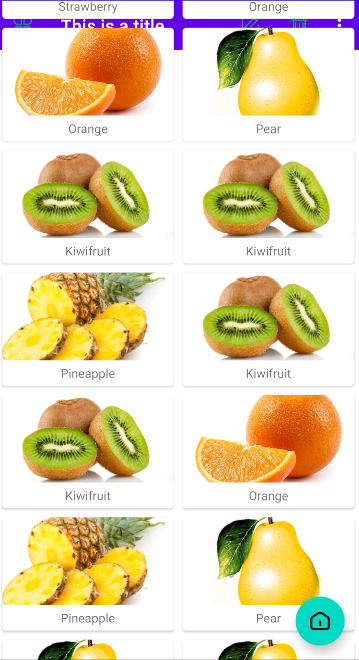 Strawberry Orange
This is a title
Orange Pear
Kiwifruit Kiwifruit
Pineapple Kiwifruit
Kiwifruit Orange
Pineapple Pear